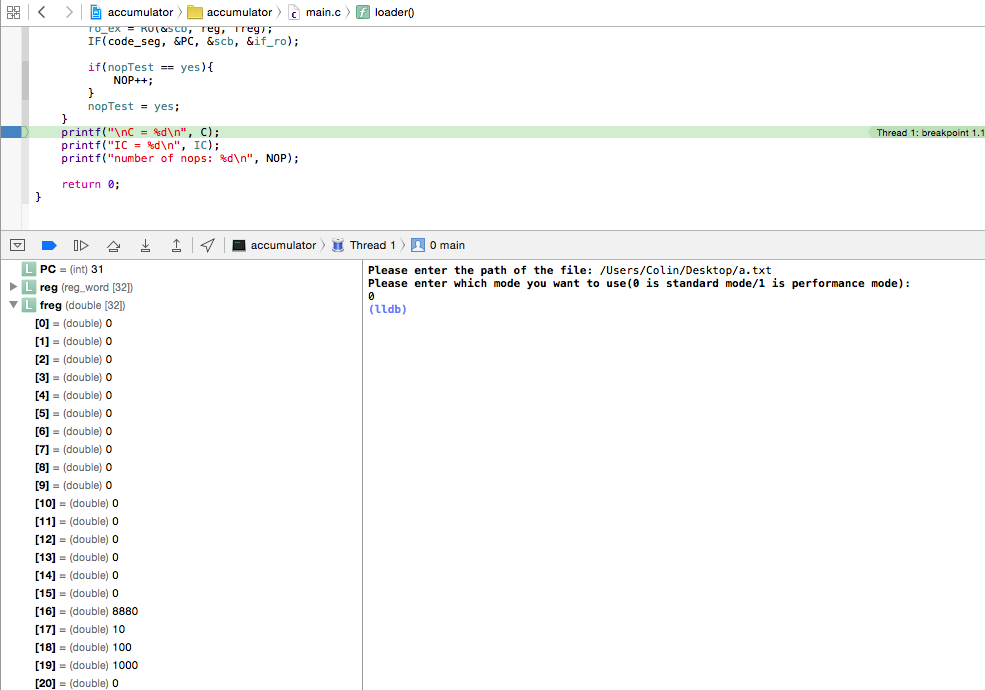 accumulator accumulator main.c loader()
ro_ex = RO(&scb, reg, freg);
IF(code_seg, &PC, &scb, &if_ro);
if(nopTest == yes){
NOP++;
}
nopTest = yes;
}
printf("\nC = %d\n", C); Thread 1: breakpoint 1.1
printf("IC = %d\n", IC);
printf("number of nops: %d\n", NOP);
return 0;
}
accumulator Thread 1 0 main
L PC = (int) 31
L reg (reg_word [32])
L freg (double [32])
[0] = (double) 0
[1] = (double) 0
[2] = (double) 0
[3] = (double) 0
[4] = (double) 0
[5] = (double) 0
[6] = (double) 0
[7] = (double) 0
[8] = (double) 0
[9] = (double) 0
[10] = (double) 0
[11] = (double) 0
[12] = (double) 0
[13] = (double) 0
[14] = (double) 0
[15] = (double) 0
[16] = (double) 8880
[17] = (double) 10
[18] = (double) 100
[19] = (double) 1000
[20] = (double) 0
Please enter the path of the file: /Users/Colin/Desktop/a.txt
Please enter which mode you want to use(0 is standard mode/1 is performance mode):
0
(lldb)